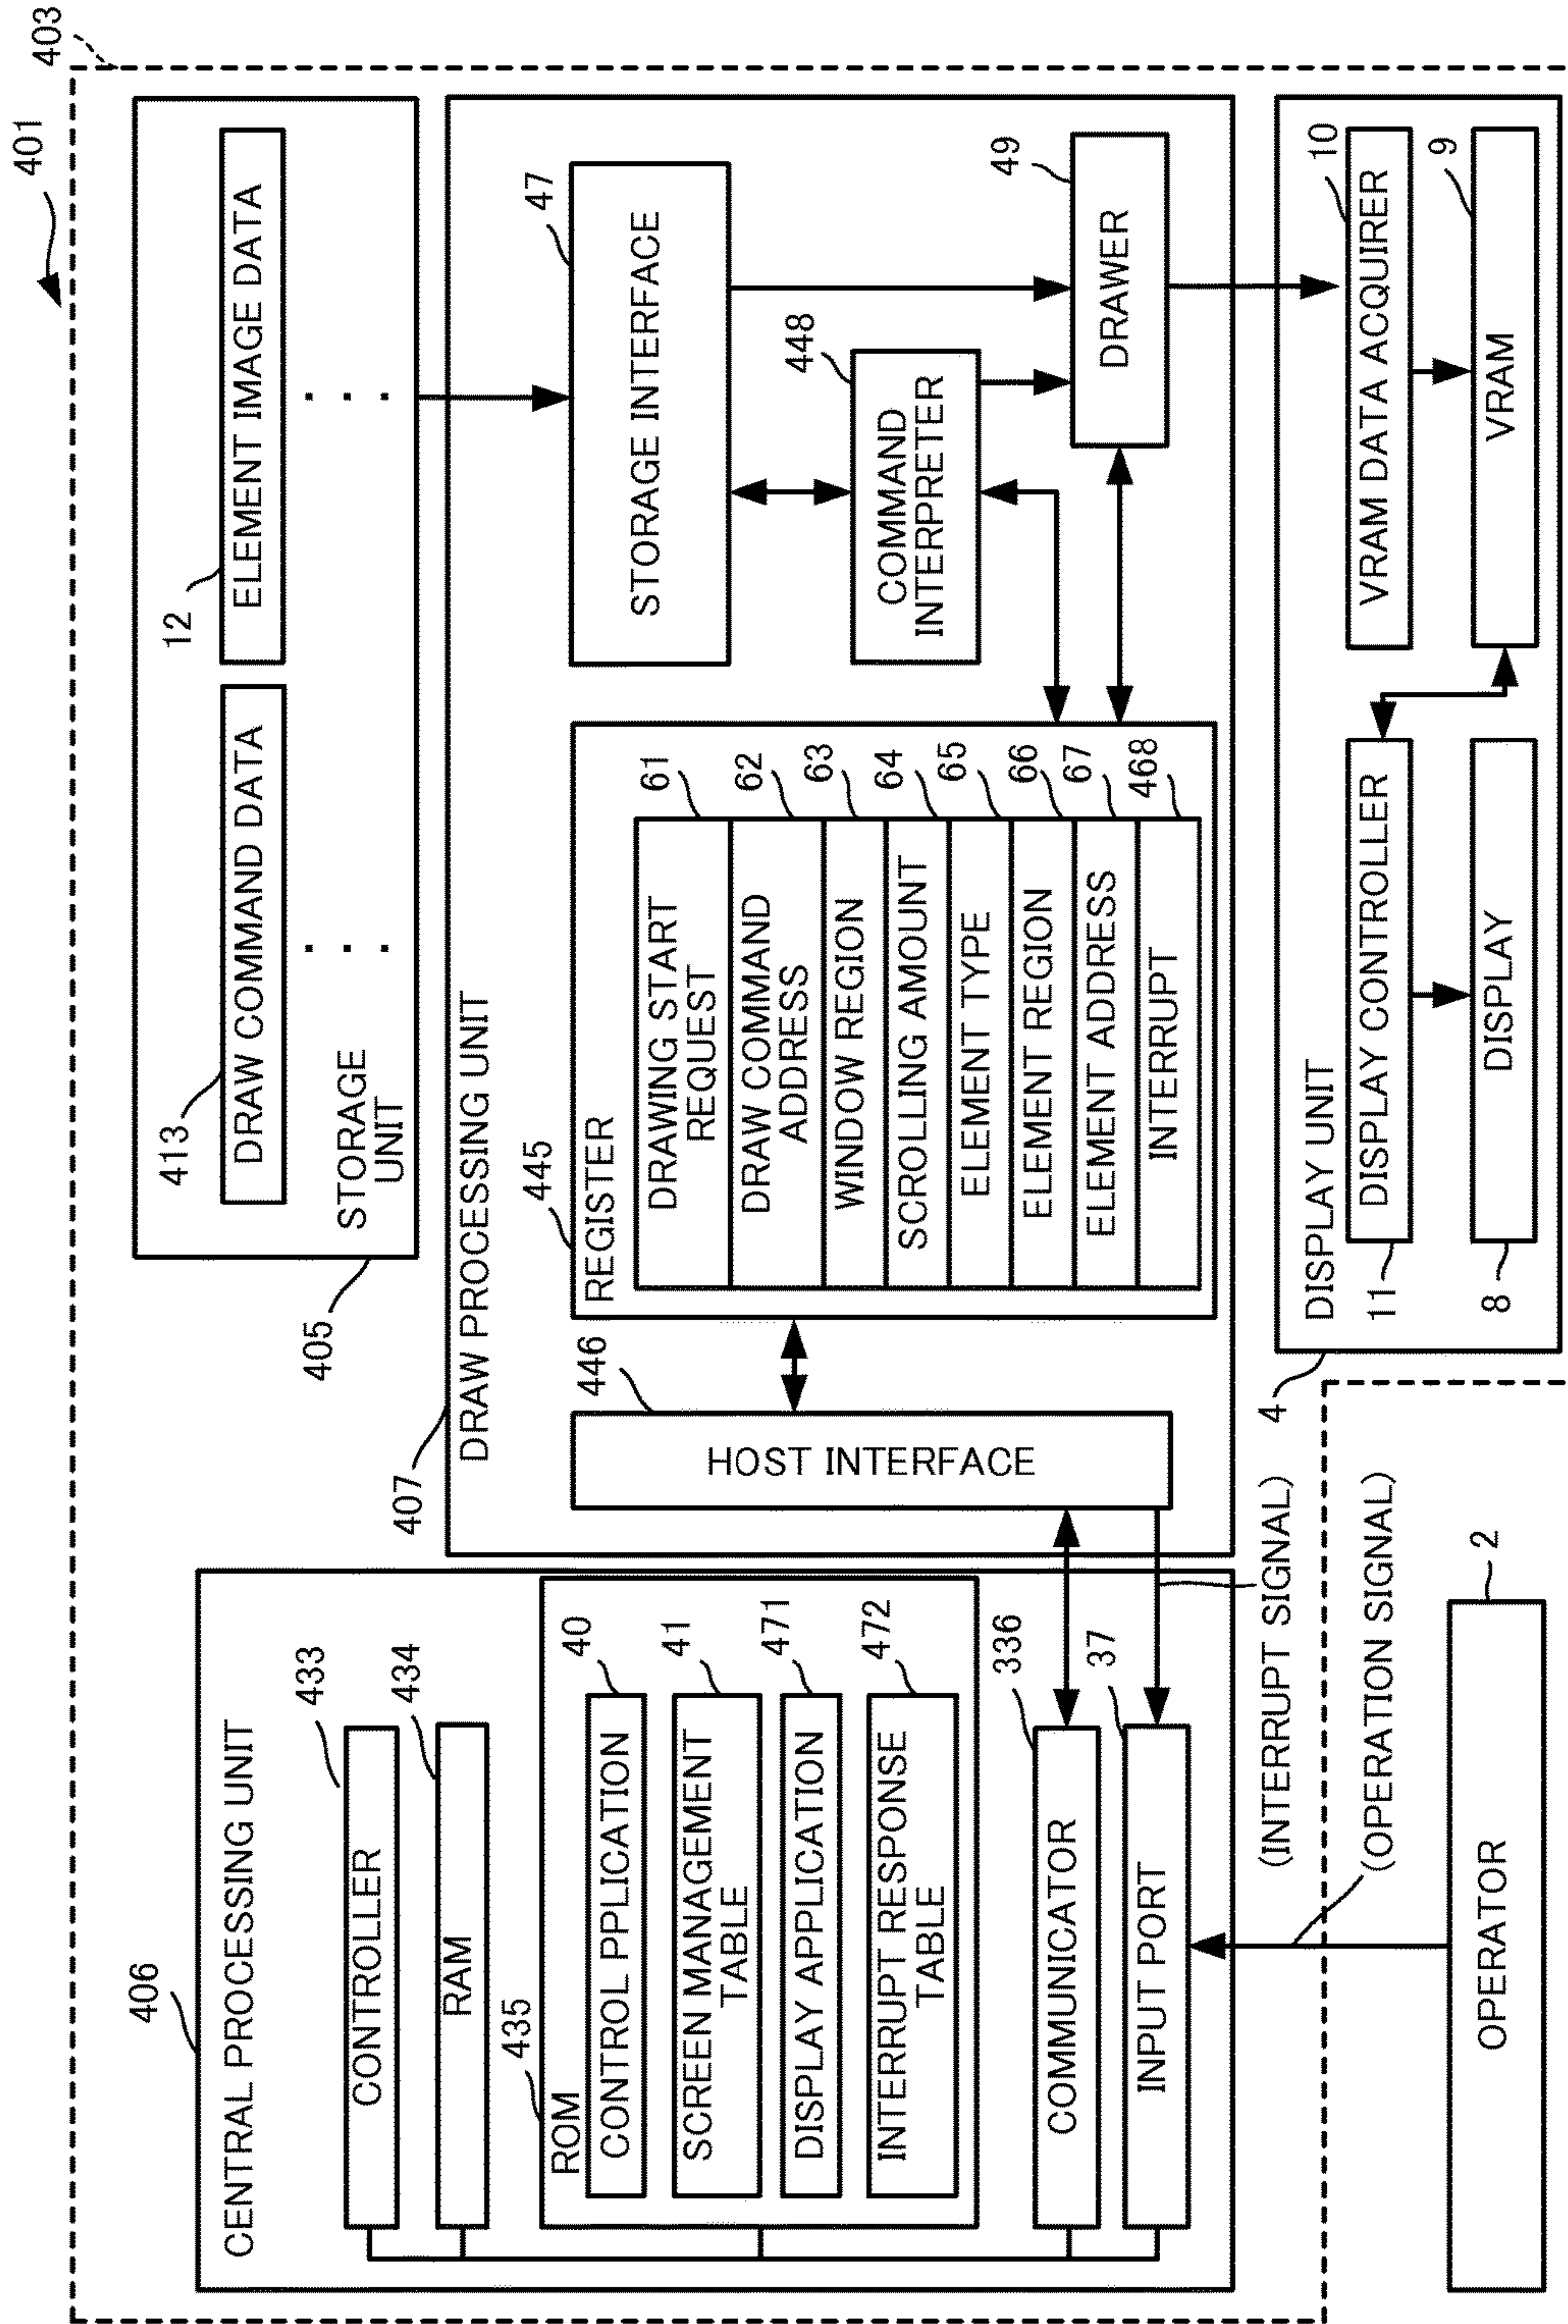 401
403
CENTRAL PROCESSING UNIT
406
CONTROLLER
433
RAM
434
ROM
435
CONTROL PPLICATION
40
SCREEN MANAGEMENT
TABLE
41
DISPLAY APPLICATION
471
INTERRUPT RESPONSE
TABLE
472
COMMUNICATOR
336
INPUT PORT
37
(INTERRUPT SIGNAL)
(OPERATION SIGNAL)
OPERATOR
2
413
DRAW COMMAND DATA
12
ELEMENT IMAGE DATA
. . .
. . .
STORAGE
UNIT
405
DRAW PROCESSING UNIT
407
HOST INTERFACE
446
REGISTER
445
DRAWING START
REQUEST
61
DRAW COMMAND
ADDRESS
62
WINDOW REGION
63
SCROLLING AMOUNT
64
ELEMENT TYPE
65
ELEMENT REGION
66
ELEMENT ADDRESS
67
INTERRUPT
468
STORAGE INTERFACE
47
COMMAND
INTERPRETER
448
DRAWER
49
DISPLAY UNIT
4
DISPLAY CONTROLLER
11
DISPLAY
8
VRAM DATA ACQUIRER
10
VRAM
9